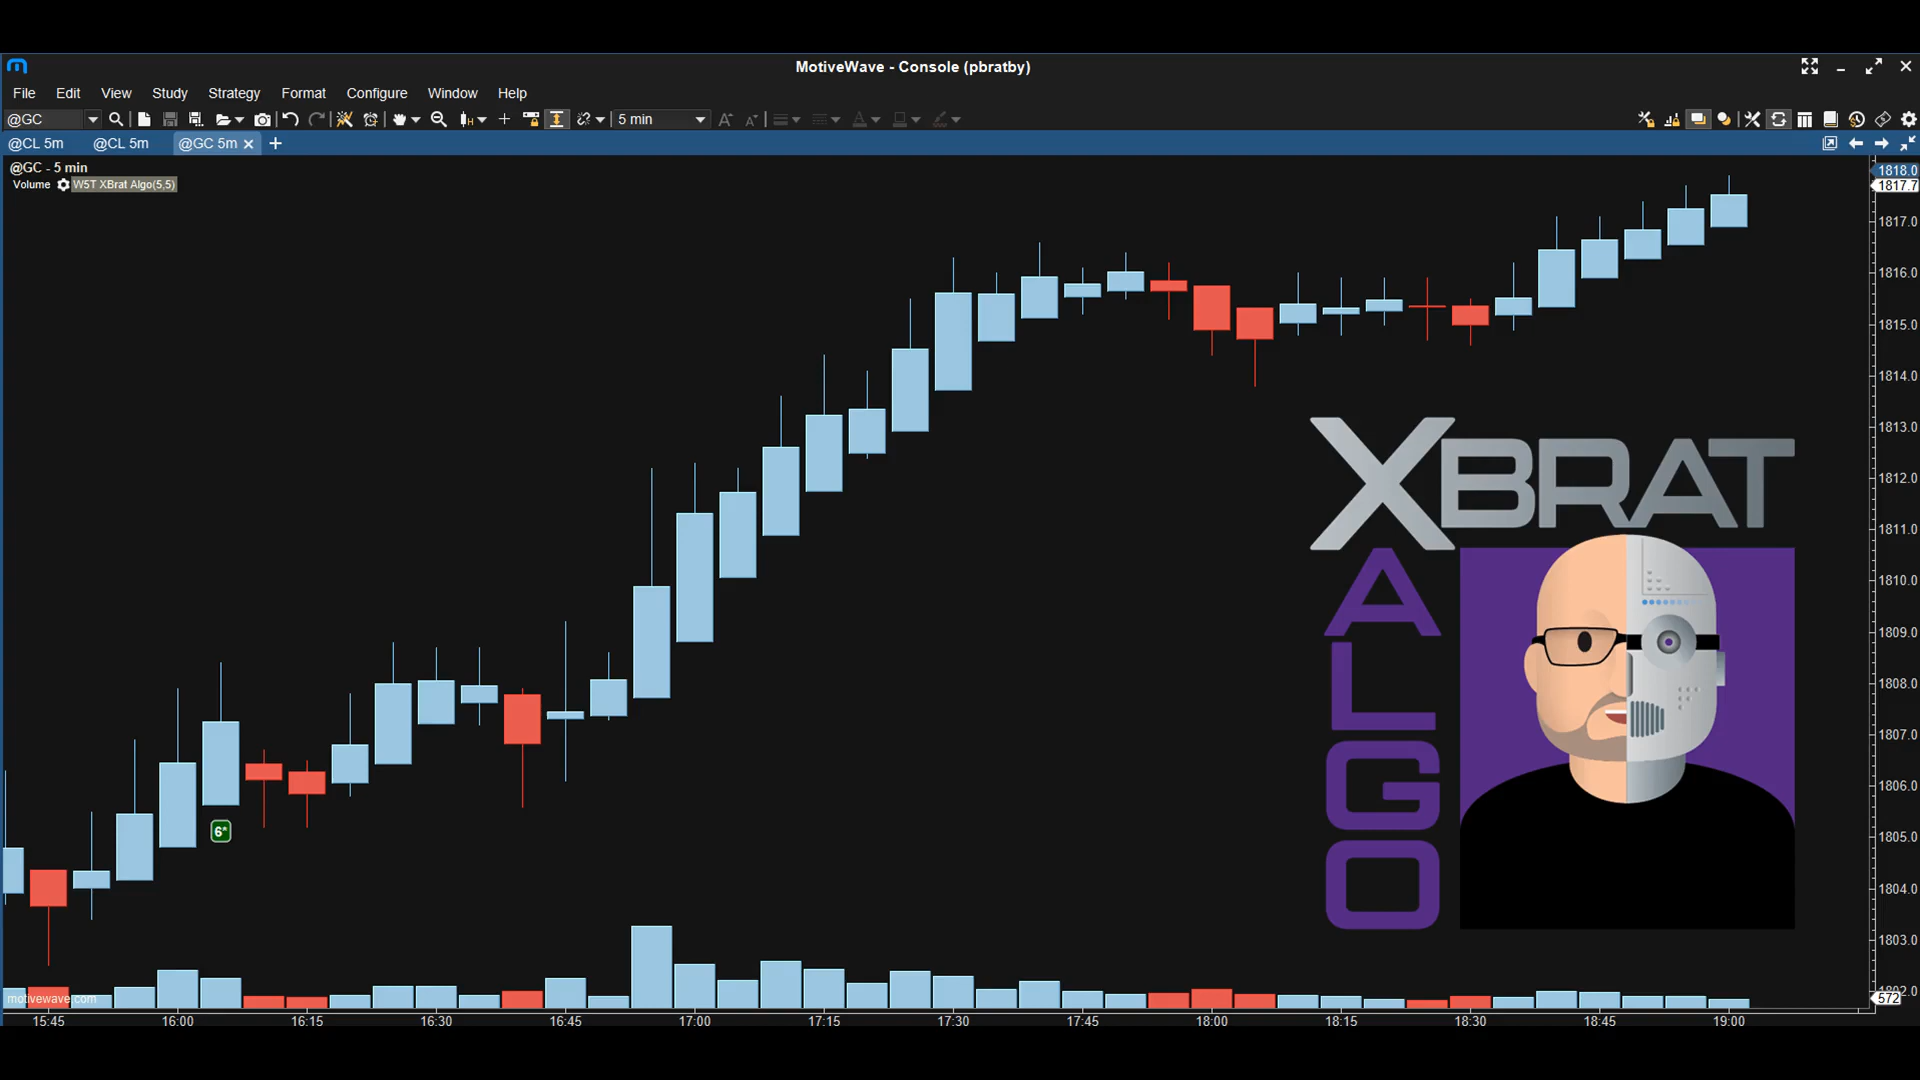 MotiveWave - Console (pbratby)
File Edit View Study Strategy Format Configure Window Help
@GC 5 min
@CL 5m @CL 5m @GC 5m
@GC - 5 min
Volume W5T XBrat Algo(5,5)
1818.0
1817.7
1817.0
1816.0
1815.0
1814.0
1813.0
1812.0
1811.0
1810.0
1809.0
1808.0
1807.0
1806.0
1805.0
1804.0
1803.0
572
XBRAT
ALGO
6*
motivewave.com
15:45 16:00 16:15 16:30 16:45 17:00 17:15 17:30 17:45 18:00 18:15 18:30 18:45 19:00